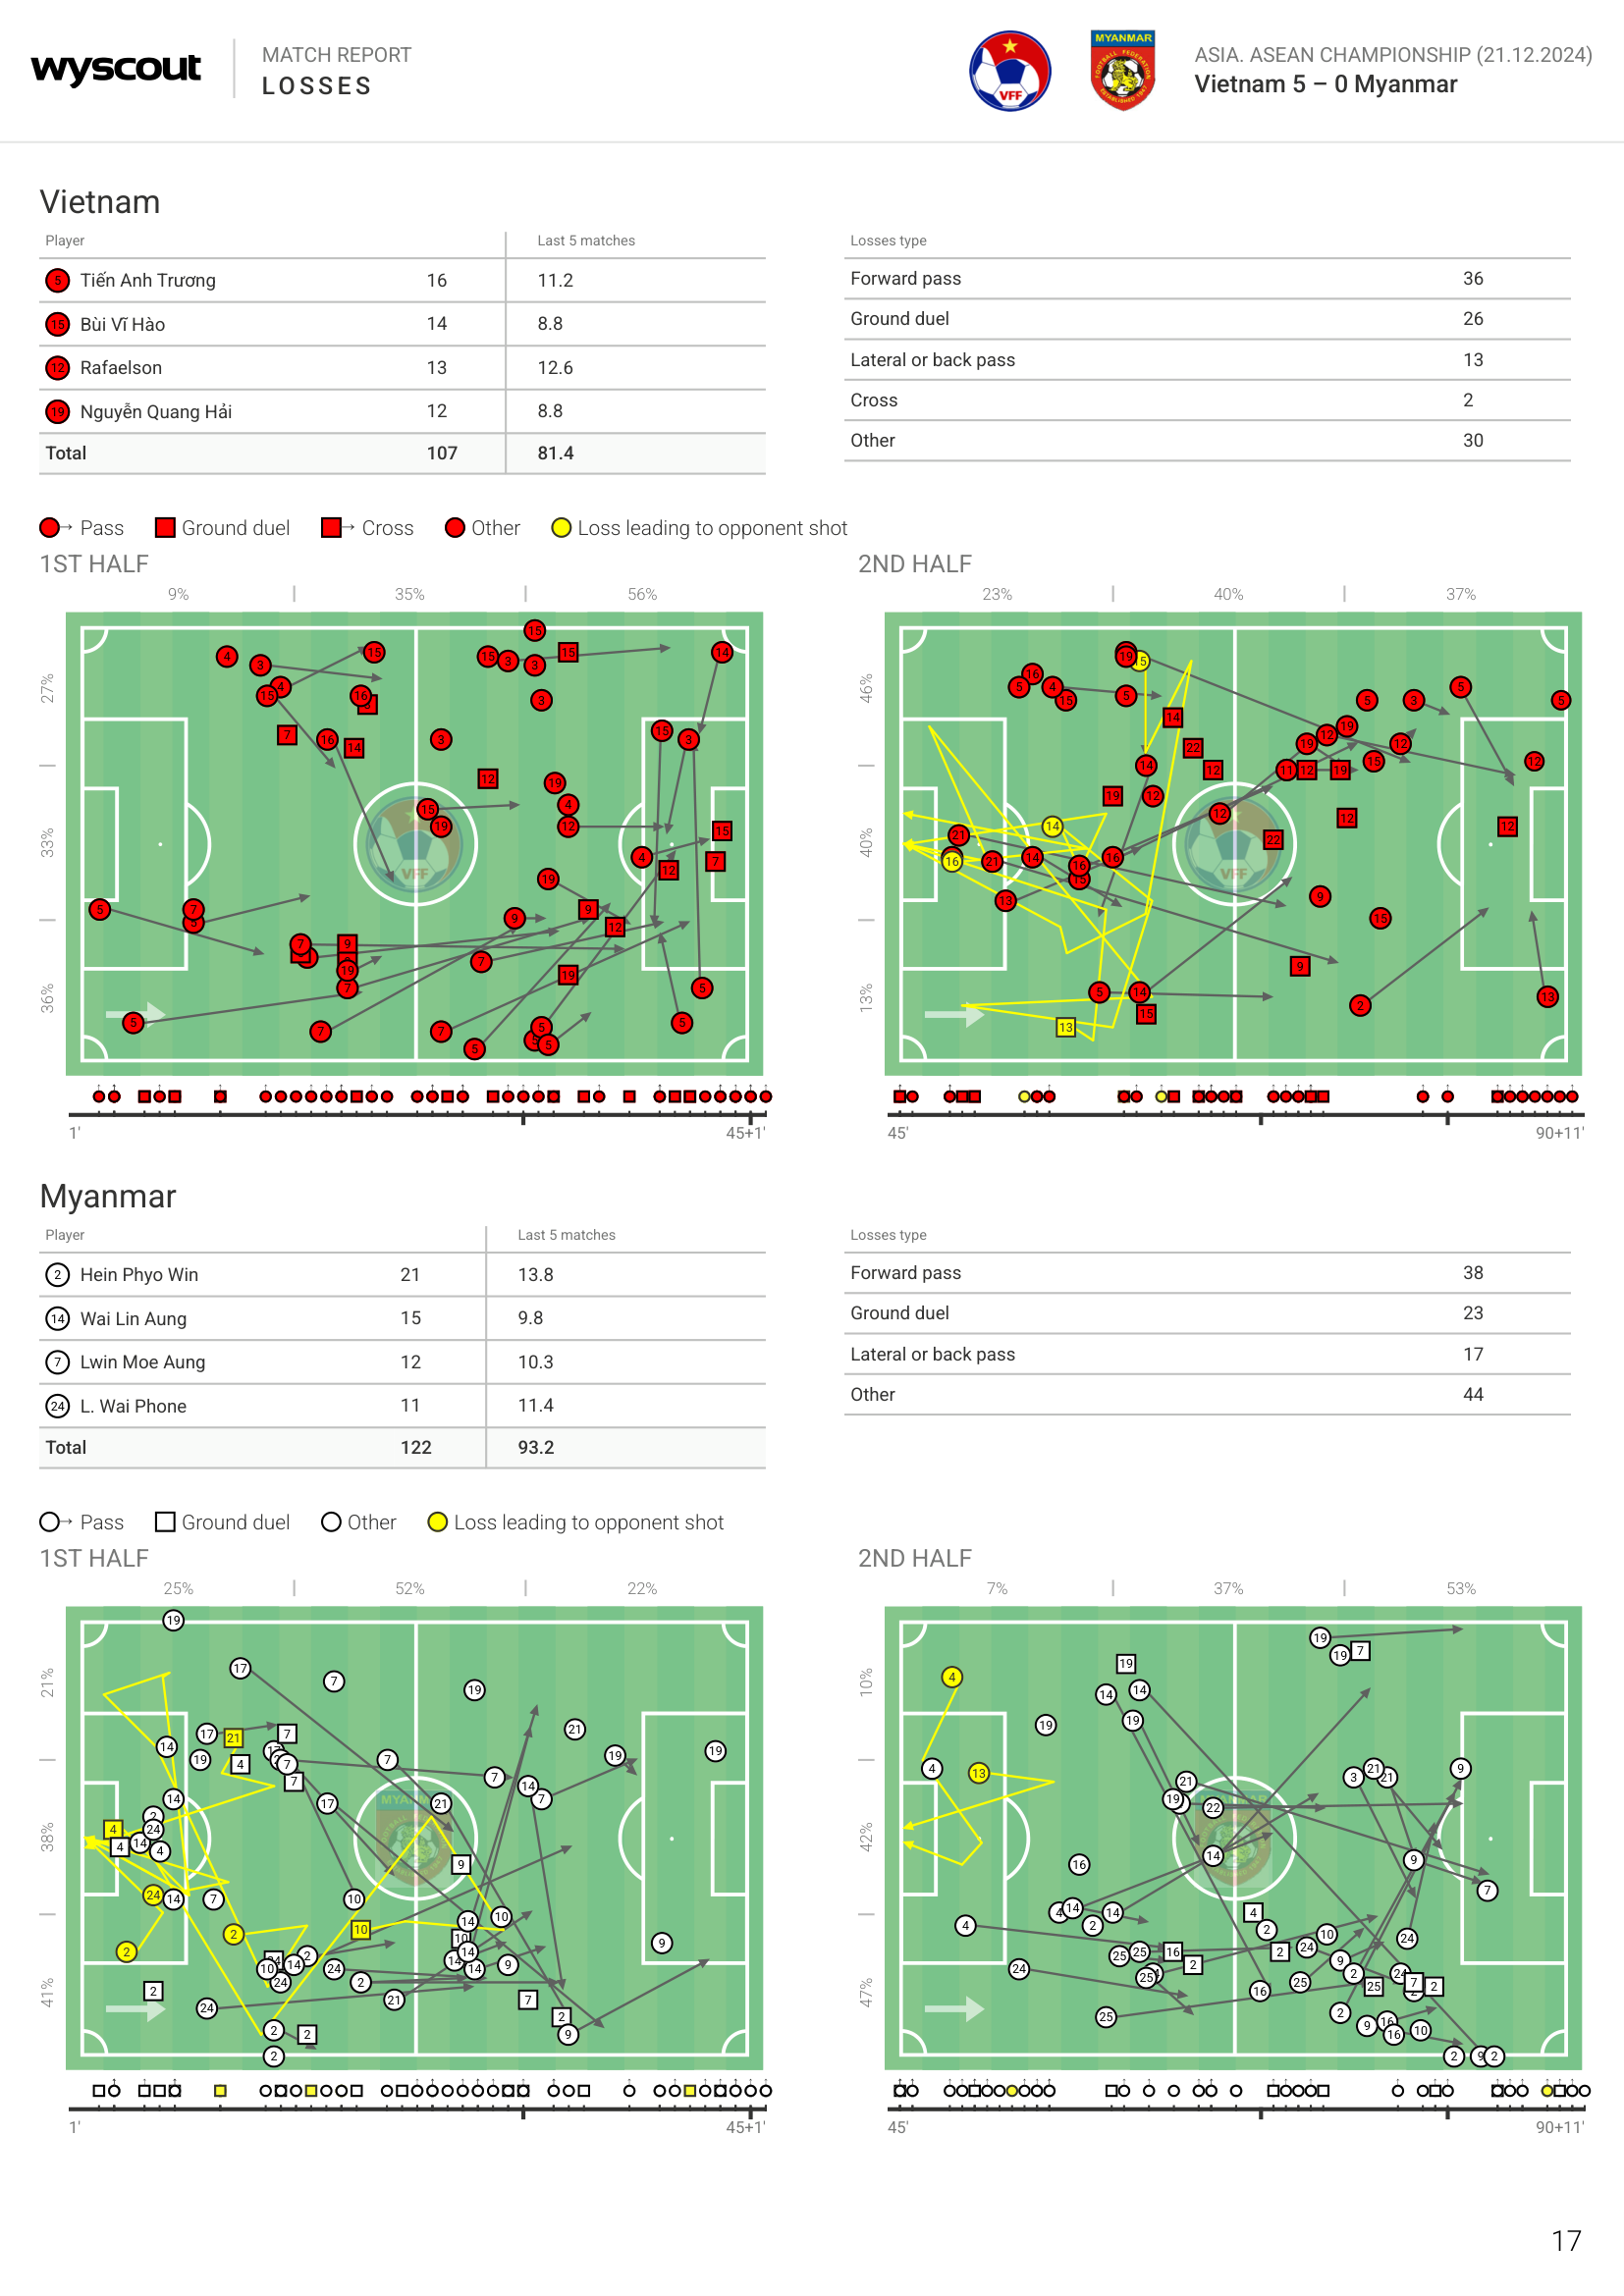 wyscout
MATCH REPORT
LOSSES
VFF
MYANMAR
ASIA. ASEAN CHAMPIONSHIP (21.12.2024)
Vietnam 5 – 0 Myanmar
Vietnam
Player Last 5 matches
5 Tiến Anh Trương 16 11.2
15 Bùi Vĩ Hào 14 8.8
12 Rafaelson 13 12.6
19 Nguyễn Quang Hải 12 8.8
Total 107 81.4
Losses type
Forward pass 36
Ground duel 26
Lateral or back pass 13
Cross 2
Other 30
Pass Ground duel Cross Other Loss leading to opponent shot
1ST HALF
9% 35% 56%
27%
33%
36%
1' 45+1'
2ND HALF
23% 40% 37%
46%
40%
13%
45' 90+11'
Myanmar
Player Last 5 matches
2 Hein Phyo Win 21 13.8
14 Wai Lin Aung 15 9.8
7 Lwin Moe Aung 12 10.3
24 L. Wai Phone 11 11.4
Total 122 93.2
Losses type
Forward pass 38
Ground duel 23
Lateral or back pass 17
Other 44
Pass Ground duel Other Loss leading to opponent shot
1ST HALF
25% 52% 22%
21%
38%
41%
1' 45+1'
2ND HALF
7% 37% 53%
10%
42%
47%
45' 90+11'
17